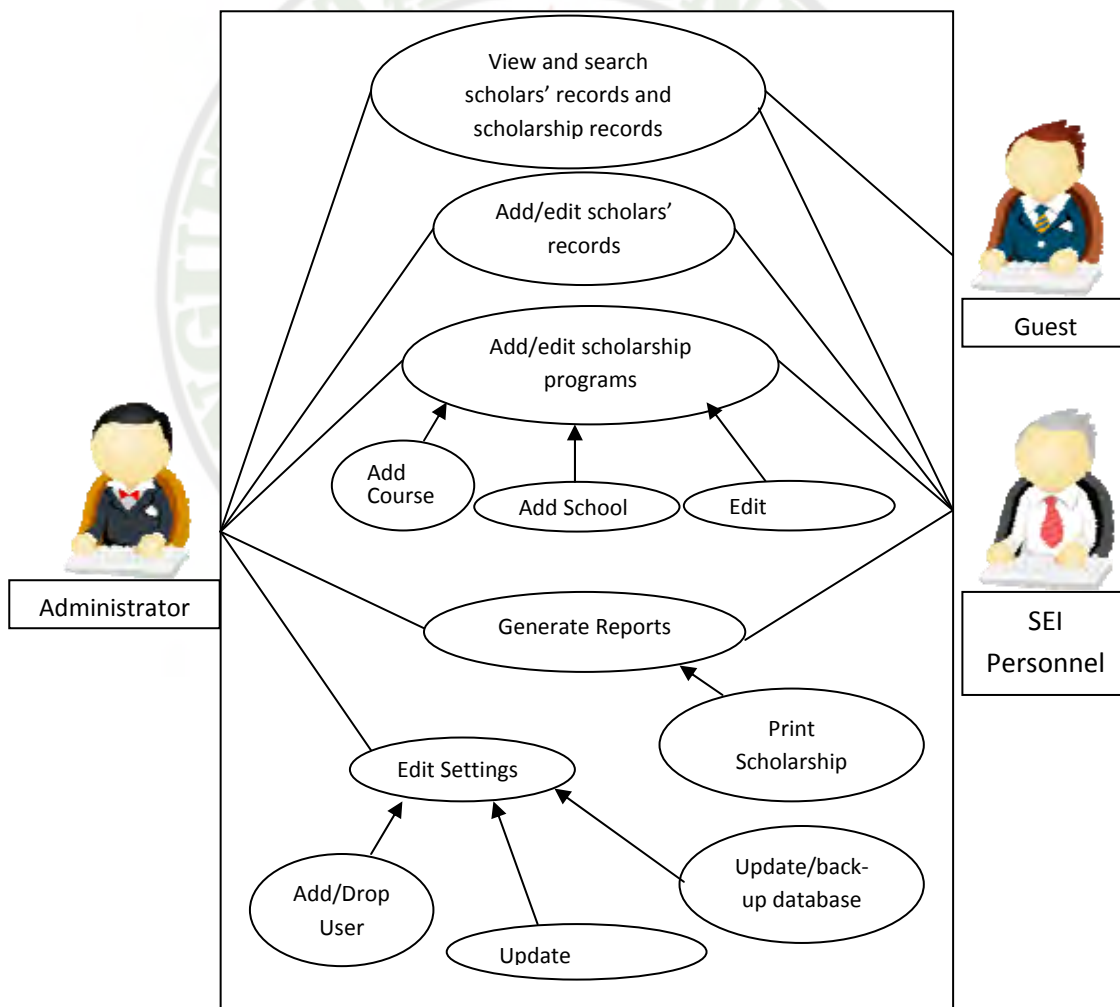 View and search
scholars’ records and
scholarship records
Add/edit scholars’
records
Guest
Add/edit scholarship
programs
Add
Course
Add School
Edit
Administrator
Generate Reports
SEI
Personnel
Print
Scholarship
Edit Settings
Update/back-
up database
Add/Drop
User
Update